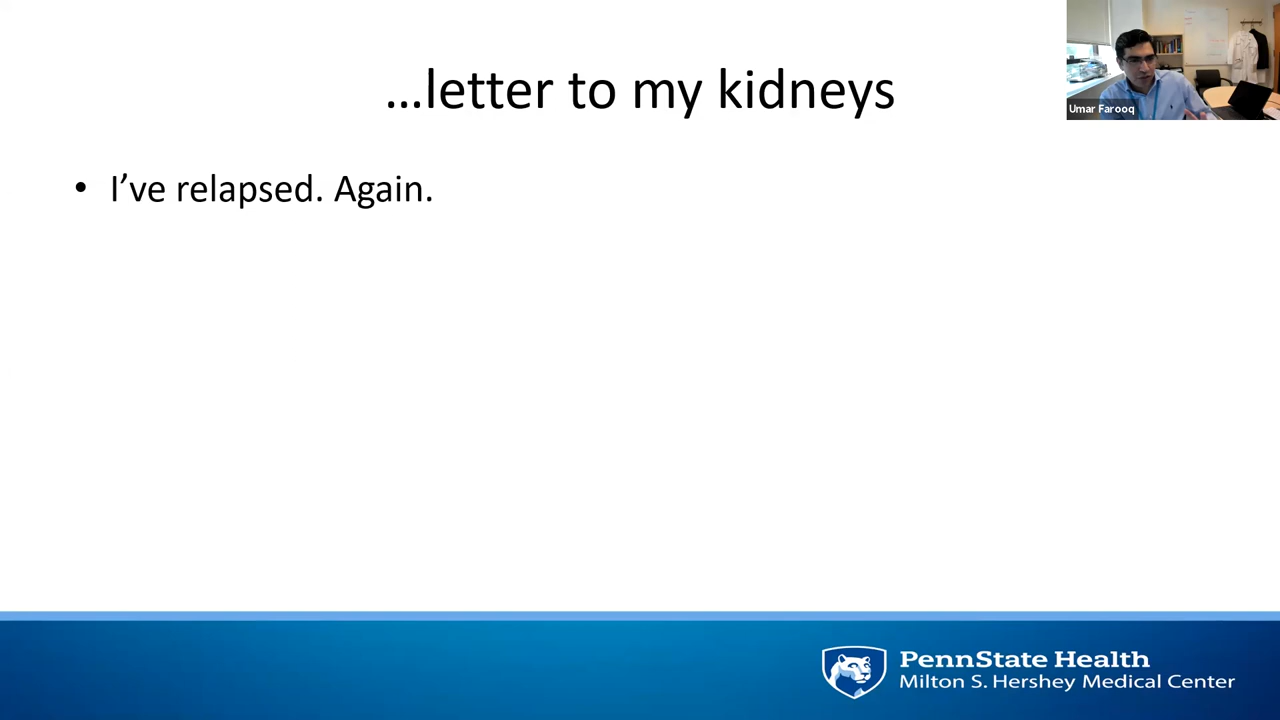 ...letter to my kidneys
Umar Farooq
• I’ve relapsed. Again.
PennState Health
Milton S. Hershey Medical Center